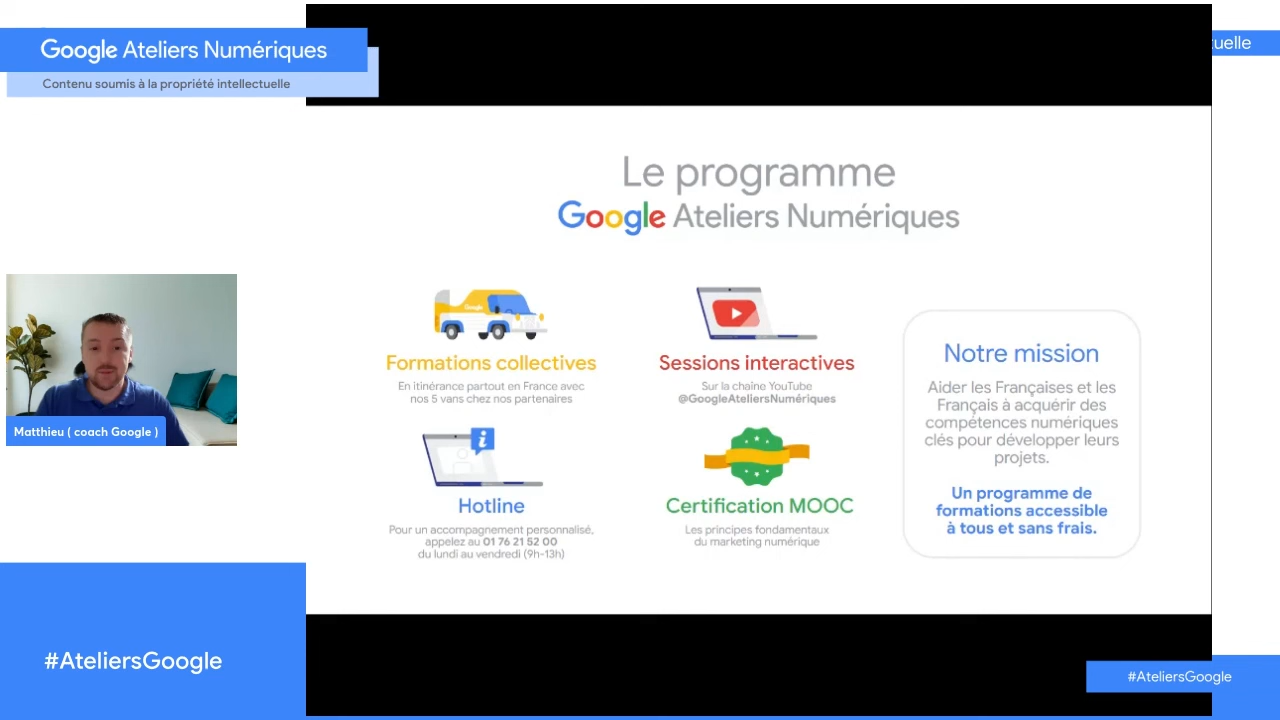 Google Ateliers Numériques
Contenu soumis à la propriété intellectuelle
tuelle
Le programme
Google Ateliers Numériques
Google
Formations collectives
En itinérance partout en France avec
nos 5 vans chez nos partenaires
Sessions interactives
Sur la chaîne YouTube
@GoogleAteliersNumériques
i
Hotline
Pour un accompagnement personnalisé,
appelez au 01 76 21 52 00
du lundi au vendredi (9h-13h)
Certification MOOC
Les principes fondamentaux
du marketing numérique
Notre mission
Aider les Françaises et les
Français à acquérir des
compétences numériques
clés pour développer leurs
projets.
Un programme de
formations accessible
à tous et sans frais.
Matthieu ( coach Google )
#AteliersGoogle
#AteliersGoogle